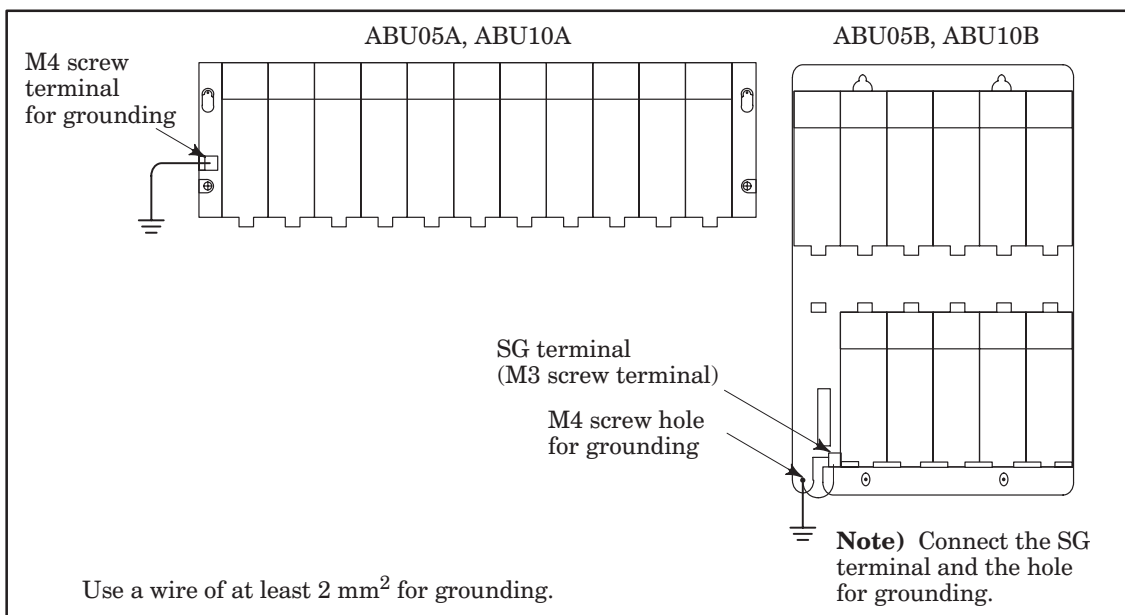 ABU05A, ABU10A
ABU05B, ABU10B
M4 screw
terminal
for grounding
SG terminal
(M3 screw terminal)
M4 screw hole
for grounding
Note) Connect the SG
terminal and the hole
for grounding.
Use a wire of at least 2 mm² for grounding.